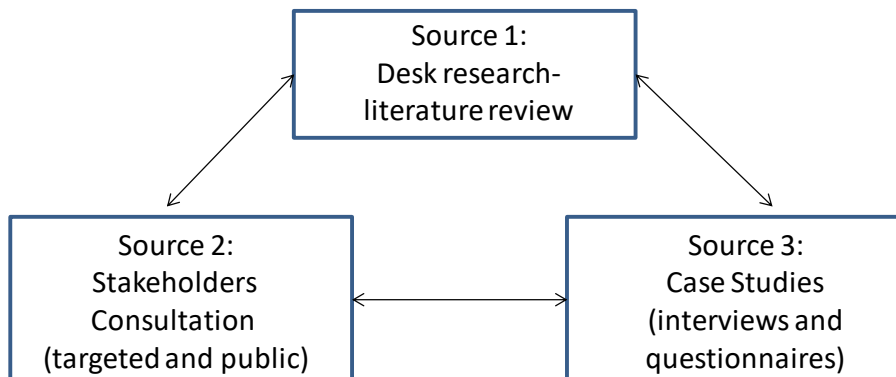 Source 1:
Desk research-
literature review
Source 2:
Stakeholders
Consultation
(targeted and public)
Source 3:
Case Studies
(interviews and
questionnaires)